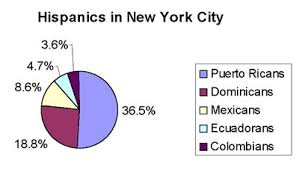 Hispanics in New York City
3.6%
4.7%
8.6%
18.8%
36.5%
Puerto Ricans
Dominicans
Mexicans
Ecuadorans
Colombians